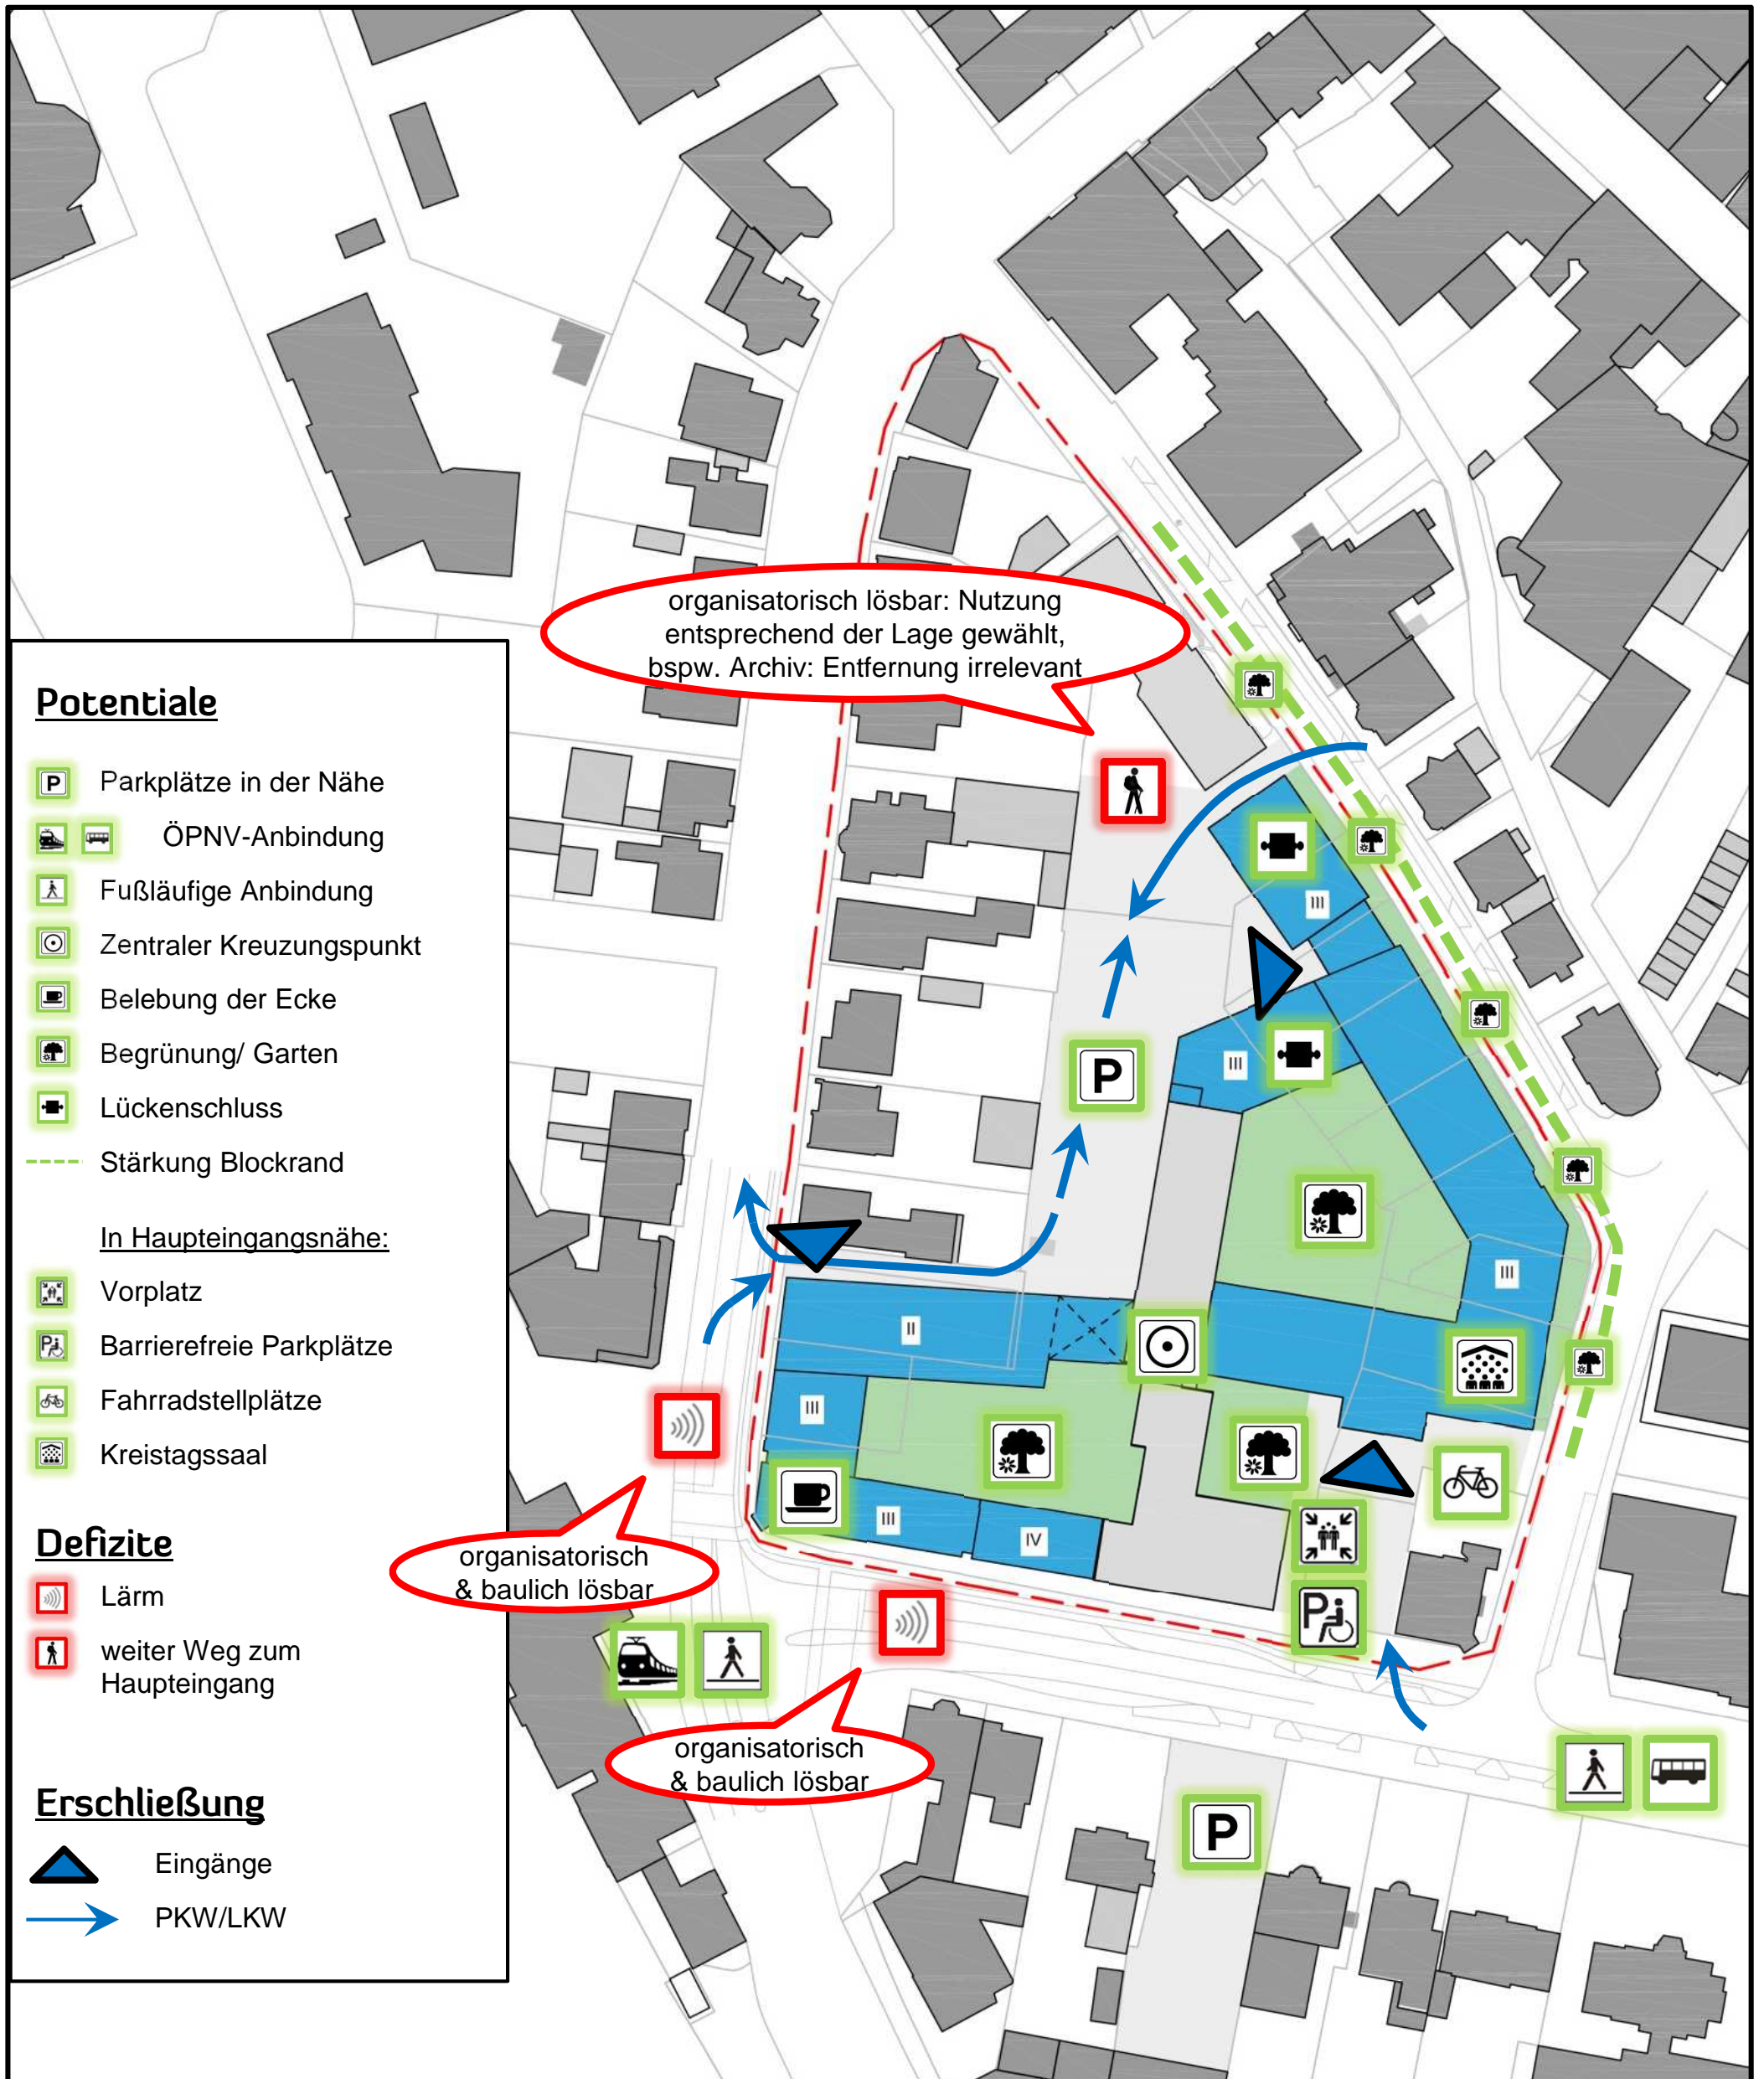 organisatorisch lösbar: Nutzung
entsprechend der Lage gewählt,
bspw. Archiv: Entfernung irrelevant
Potentiale
P Parkplätze in der Nähe
ÖPNV-Anbindung
Fußläufige Anbindung
Zentraler Kreuzungspunkt
Belebung der Ecke
Begrünung/ Garten
Lückenschluss
Stärkung Blockrand
In Haupteingangsnähe:
Vorplatz
P Barrierefreie Parkplätze
Fahrradstellplätze
Kreistagssaal
Defizite
Lärm
weiter Weg zum
Haupteingang
Erschließung
Eingänge
PKW/LKW
III
III
P
III
II
III
III
IV
organisatorisch
& baulich lösbar
P
organisatorisch
& baulich lösbar
P